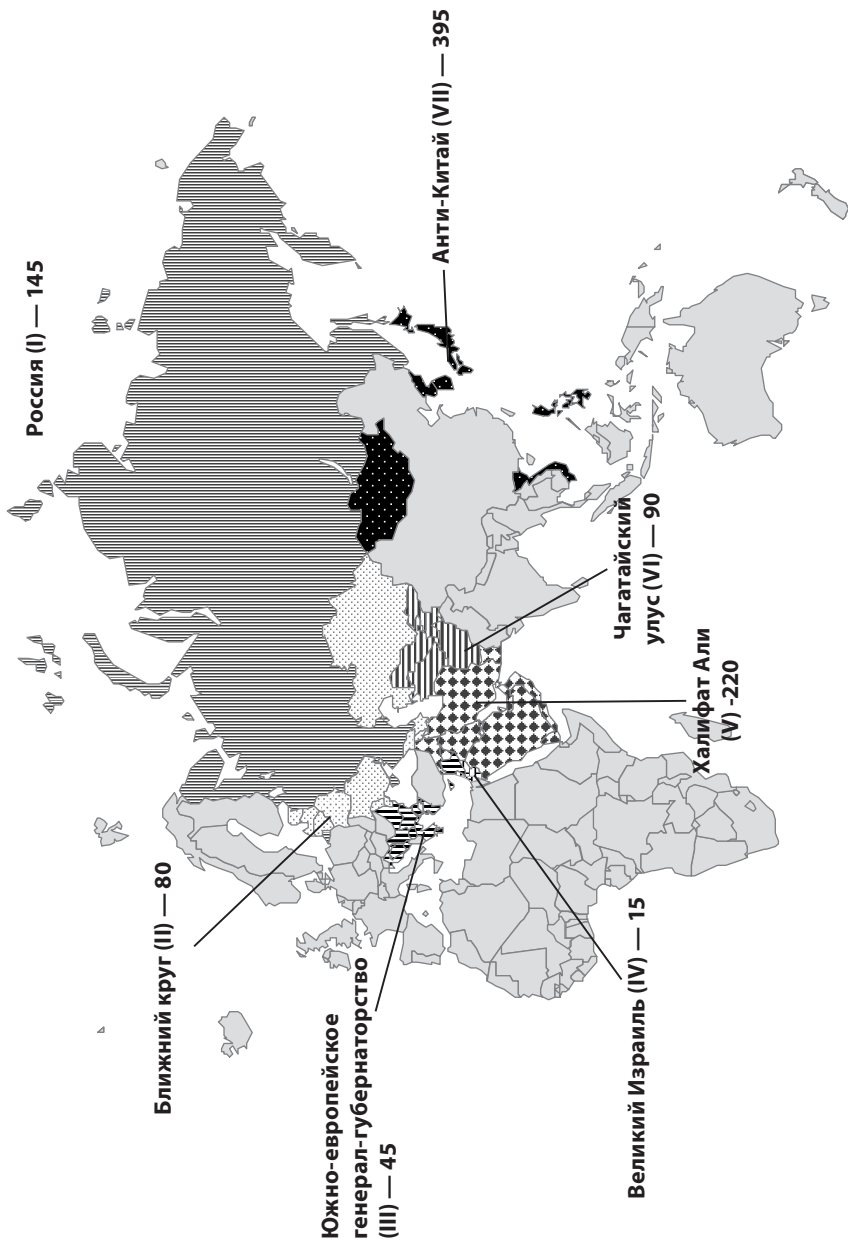 Россия (I) — 145
Анти-Китай (VII) — 395
Ближний круг (II) — 80
Южно-европейское
генерал-губернаторство
(III) — 45
Великий Израиль (IV) — 15
Халифат Али
(V) -220
Чагатайский
улус (VI) — 90